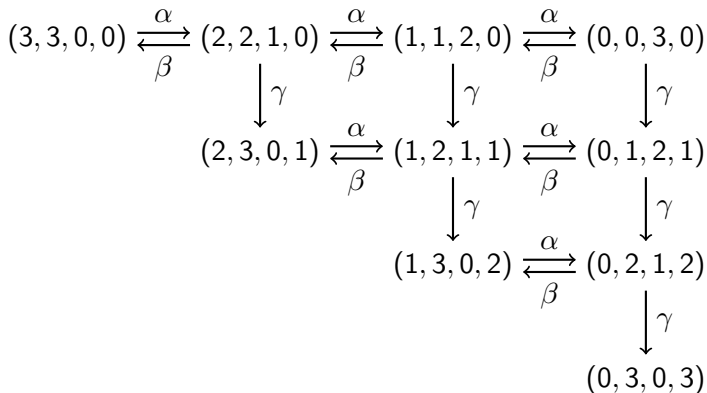 α α α
(3,3,0,0) (2,2,1,0) (1,1,2,0) (0,0,3,0)
β β β
γ γ γ
α α
(2,3,0,1) (1,2,1,1) (0,1,2,1)
β β
γ γ
α
(1,3,0,2) (0,2,1,2)
β
γ
(0,3,0,3)